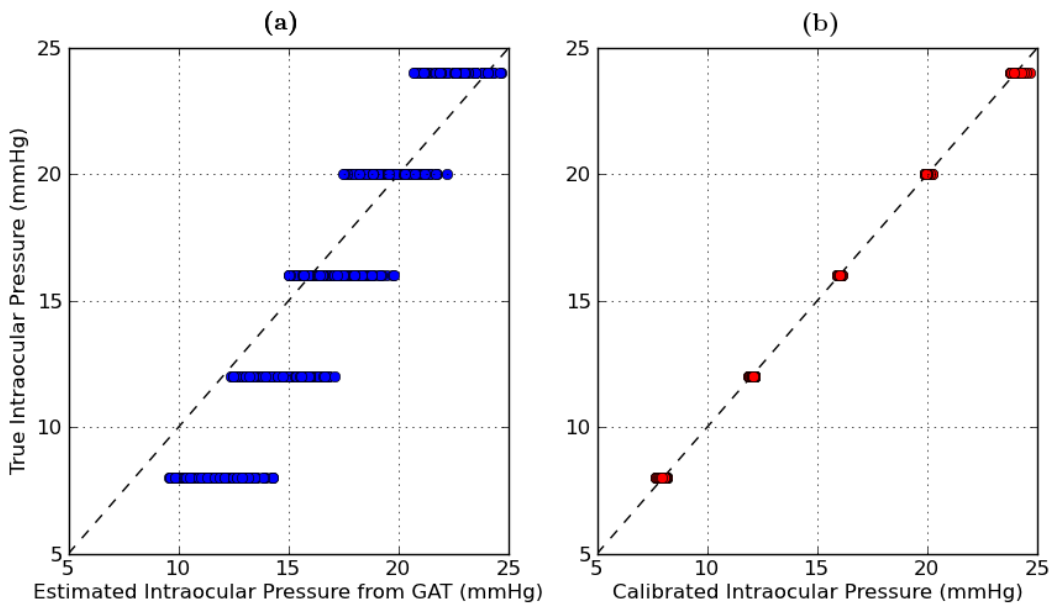 (a)
25
20
15
10
5
True Intraocular Pressure (mmHg)
5 10 15 20 25
Estimated Intraocular Pressure from GAT (mmHg)
(b)
25
20
15
10
5
5 10 15 20 25
Calibrated Intraocular Pressure (mmHg)